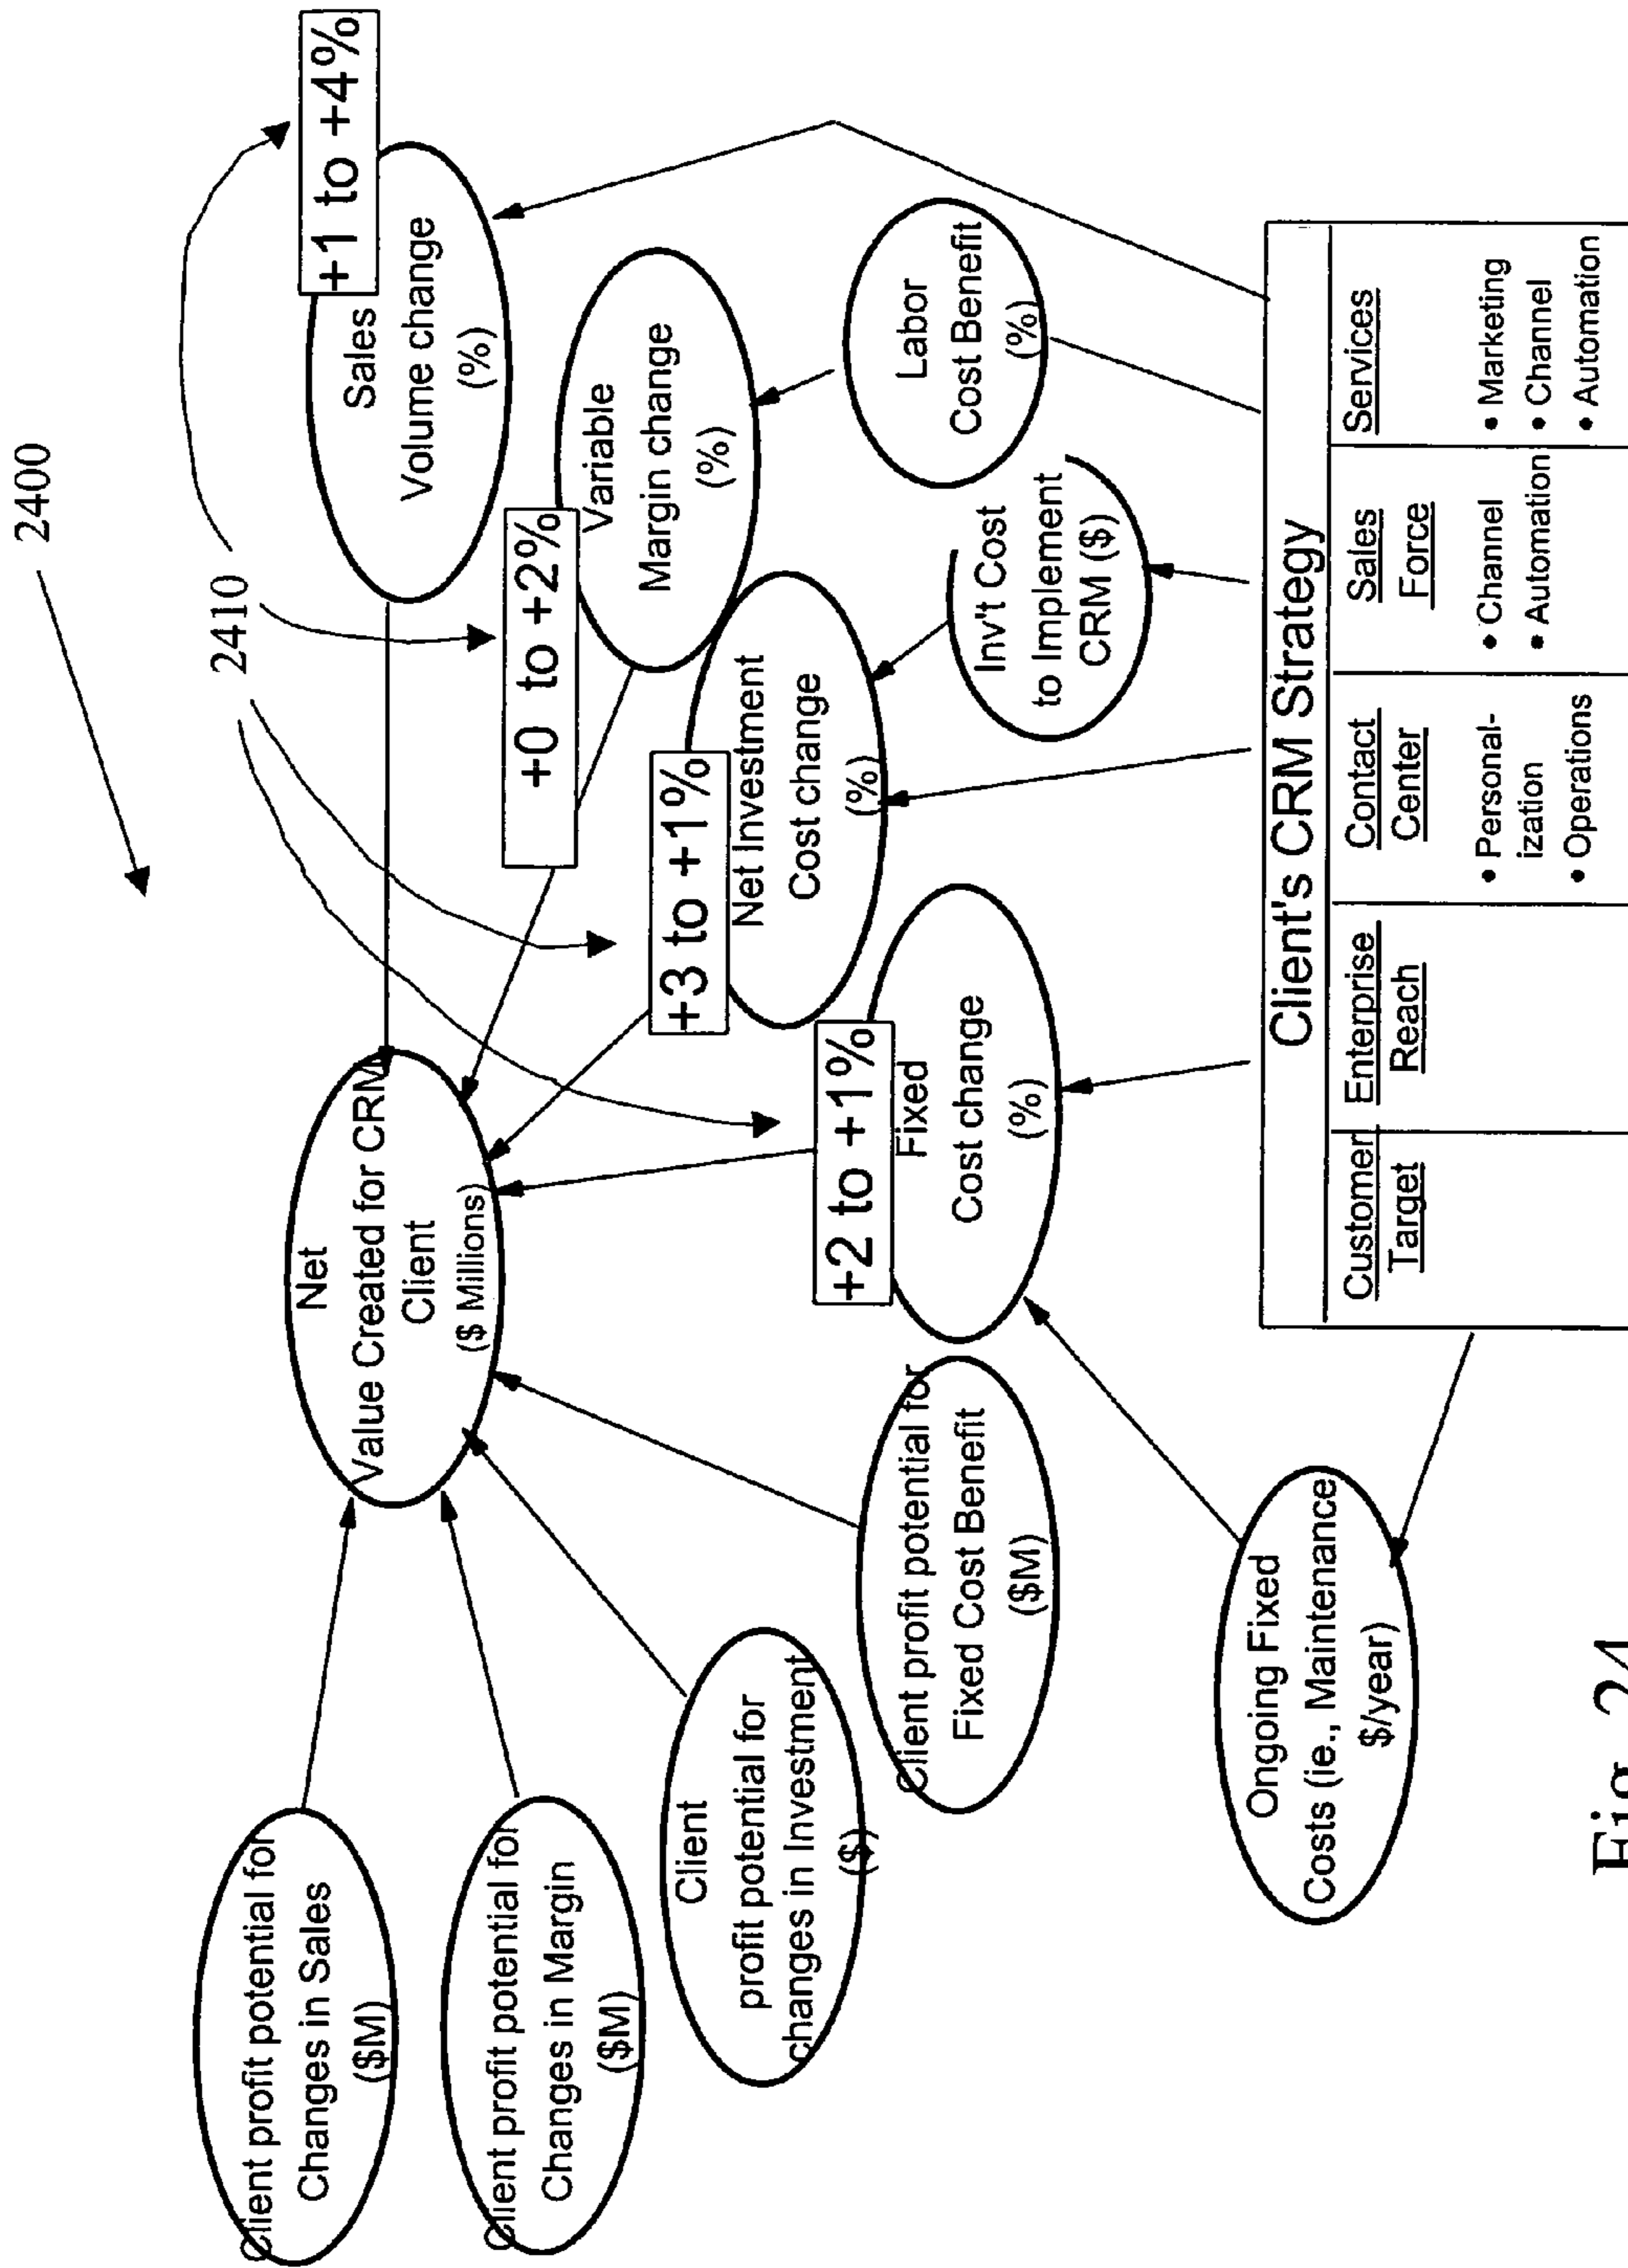 2400
2410
+1 to +4%
Sales
Volume change
(%)
+0 to +2%
Variable
Margin change
(%)
+3 to +1%
Net Investment
Cost change
(%)
+2 to +1%
Fixed
Cost change
(%)
Labor
Cost Benefit
(%)
Inv't Cost
to Implement
CRM ($)
Net
Value Created for CRM
Client
($ Millions)
Client profit potential for
Changes in Sales
($M)
Client profit potential for
Changes in Margin
($M)
Client
profit potential for
changes in Investment
($)
Client profit potential for
Fixed Cost Benefit
($M)
Ongoing Fixed
Costs (ie., Maintenance
$/year)
Client's CRM Strategy
Customer
Target
Enterprise
Reach
Contact
Center
• Personal-
ization
• Operations
Sales
Force
• Channel
• Automation
Services
• Marketing
• Channel
• Automation
Fig. 24